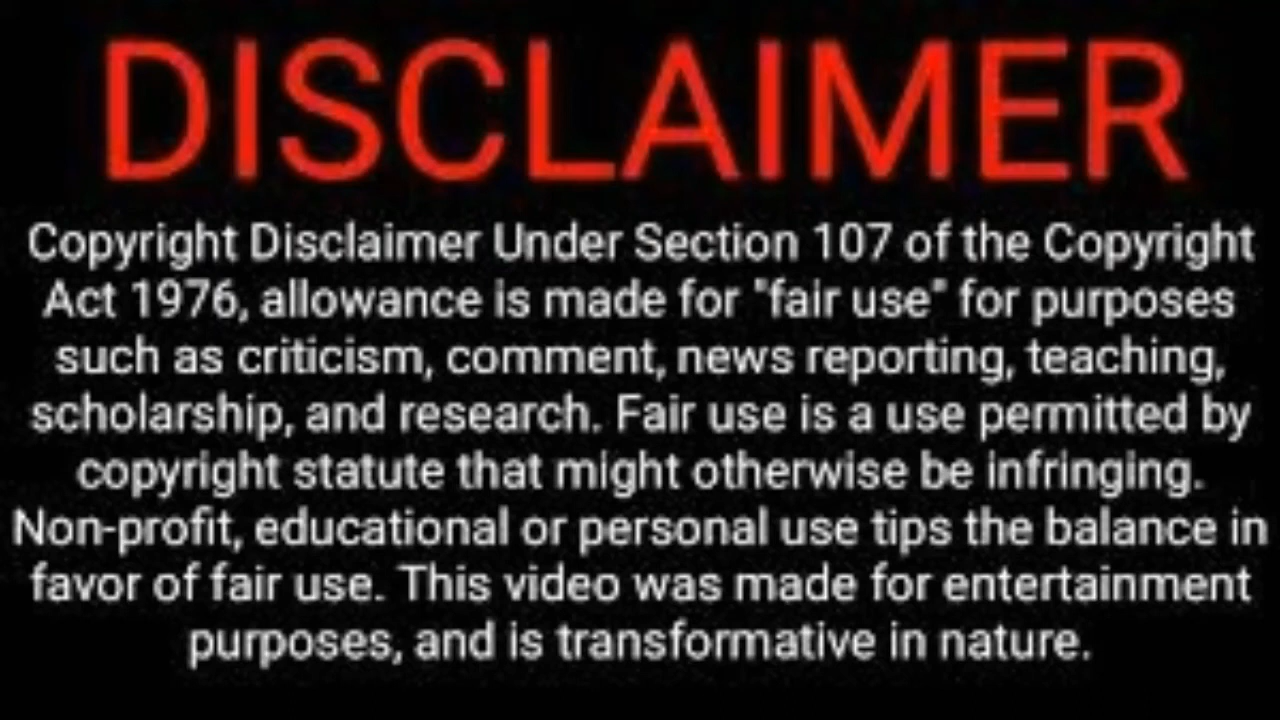 DISCLAIMER
Copyright Disclaimer Under Section 107 of the Copyright
Act 1976, allowance is made for "fair use" for purposes
such as criticism, comment, news reporting, teaching,
scholarship, and research. Fair use is a use permitted by
copyright statute that might otherwise be infringing.
Non-profit, educational or personal use tips the balance in
favor of fair use. This video was made for entertainment
purposes, and is transformative in nature.